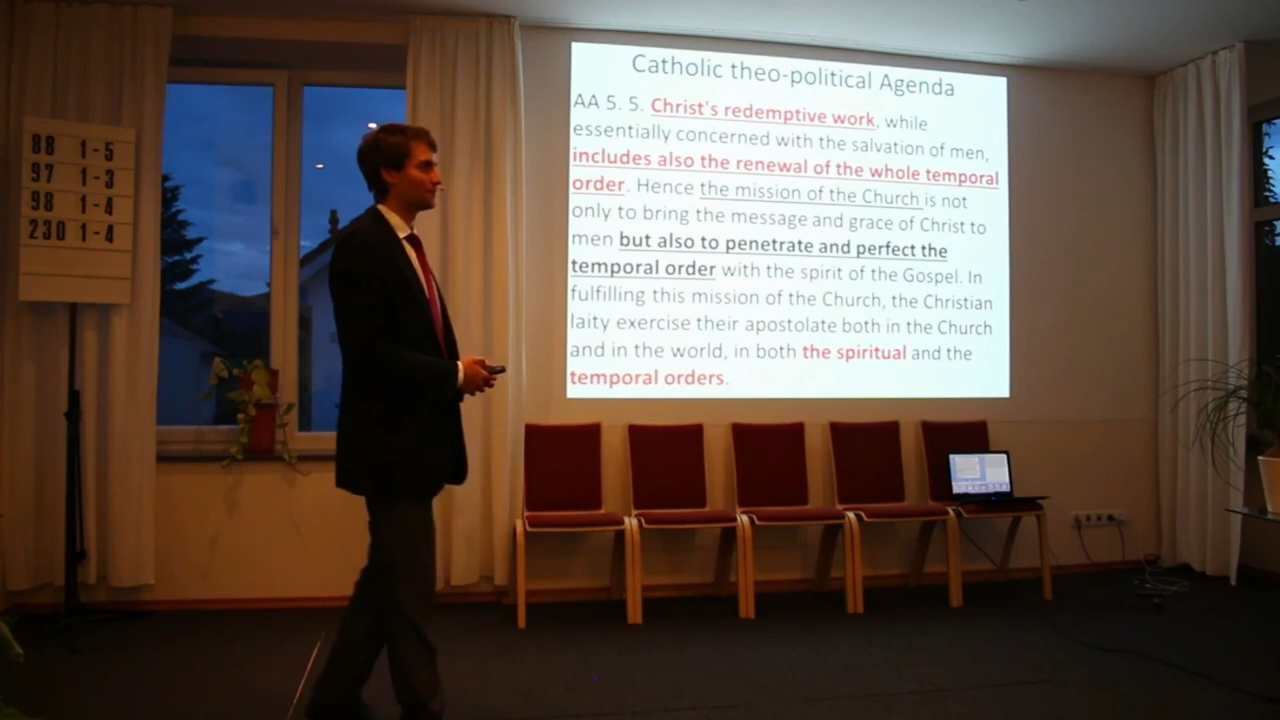 88 1-5
97 1-3
98 1-4
230 1-4
Catholic theo-political Agenda
AA 5. 5. Christ's redemptive work, while
essentially concerned with the salvation of men,
includes also the renewal of the whole temporal
order. Hence the mission of the Church is not
only to bring the message and grace of Christ to
men but also to penetrate and perfect the
temporal order with the spirit of the Gospel. In
fulfilling this mission of the Church, the Christian
laity exercise their apostolate both in the Church
and in the world, in both the spiritual and the
temporal orders.